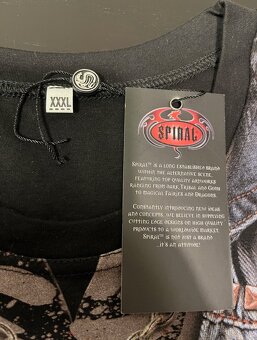 XXXL
SPIRAL
SPIRAL™ IS A LONG ESTABLISHED BRAND
WITHIN THE ALTERNATIVE SCENE,
FEATURING TOP QUALITY ARTWORKS
RANGING FROM DARK, TRIBAL AND GOTH
TO MAGICAL FAIRIES AND DRAGONS.
CONSTANTLY INTRODUCING NEW IDEAS
AND CONCEPTS, WE BELIEVE IN SUPPLYING
CUTTING EDGE DESIGNS ON HIGH QUALITY
PRODUCTS TO A WORLDWIDE MARKET.
SPIRAL™ IS NOT JUST A BRAND
...IT'S AN ATTITUDE!